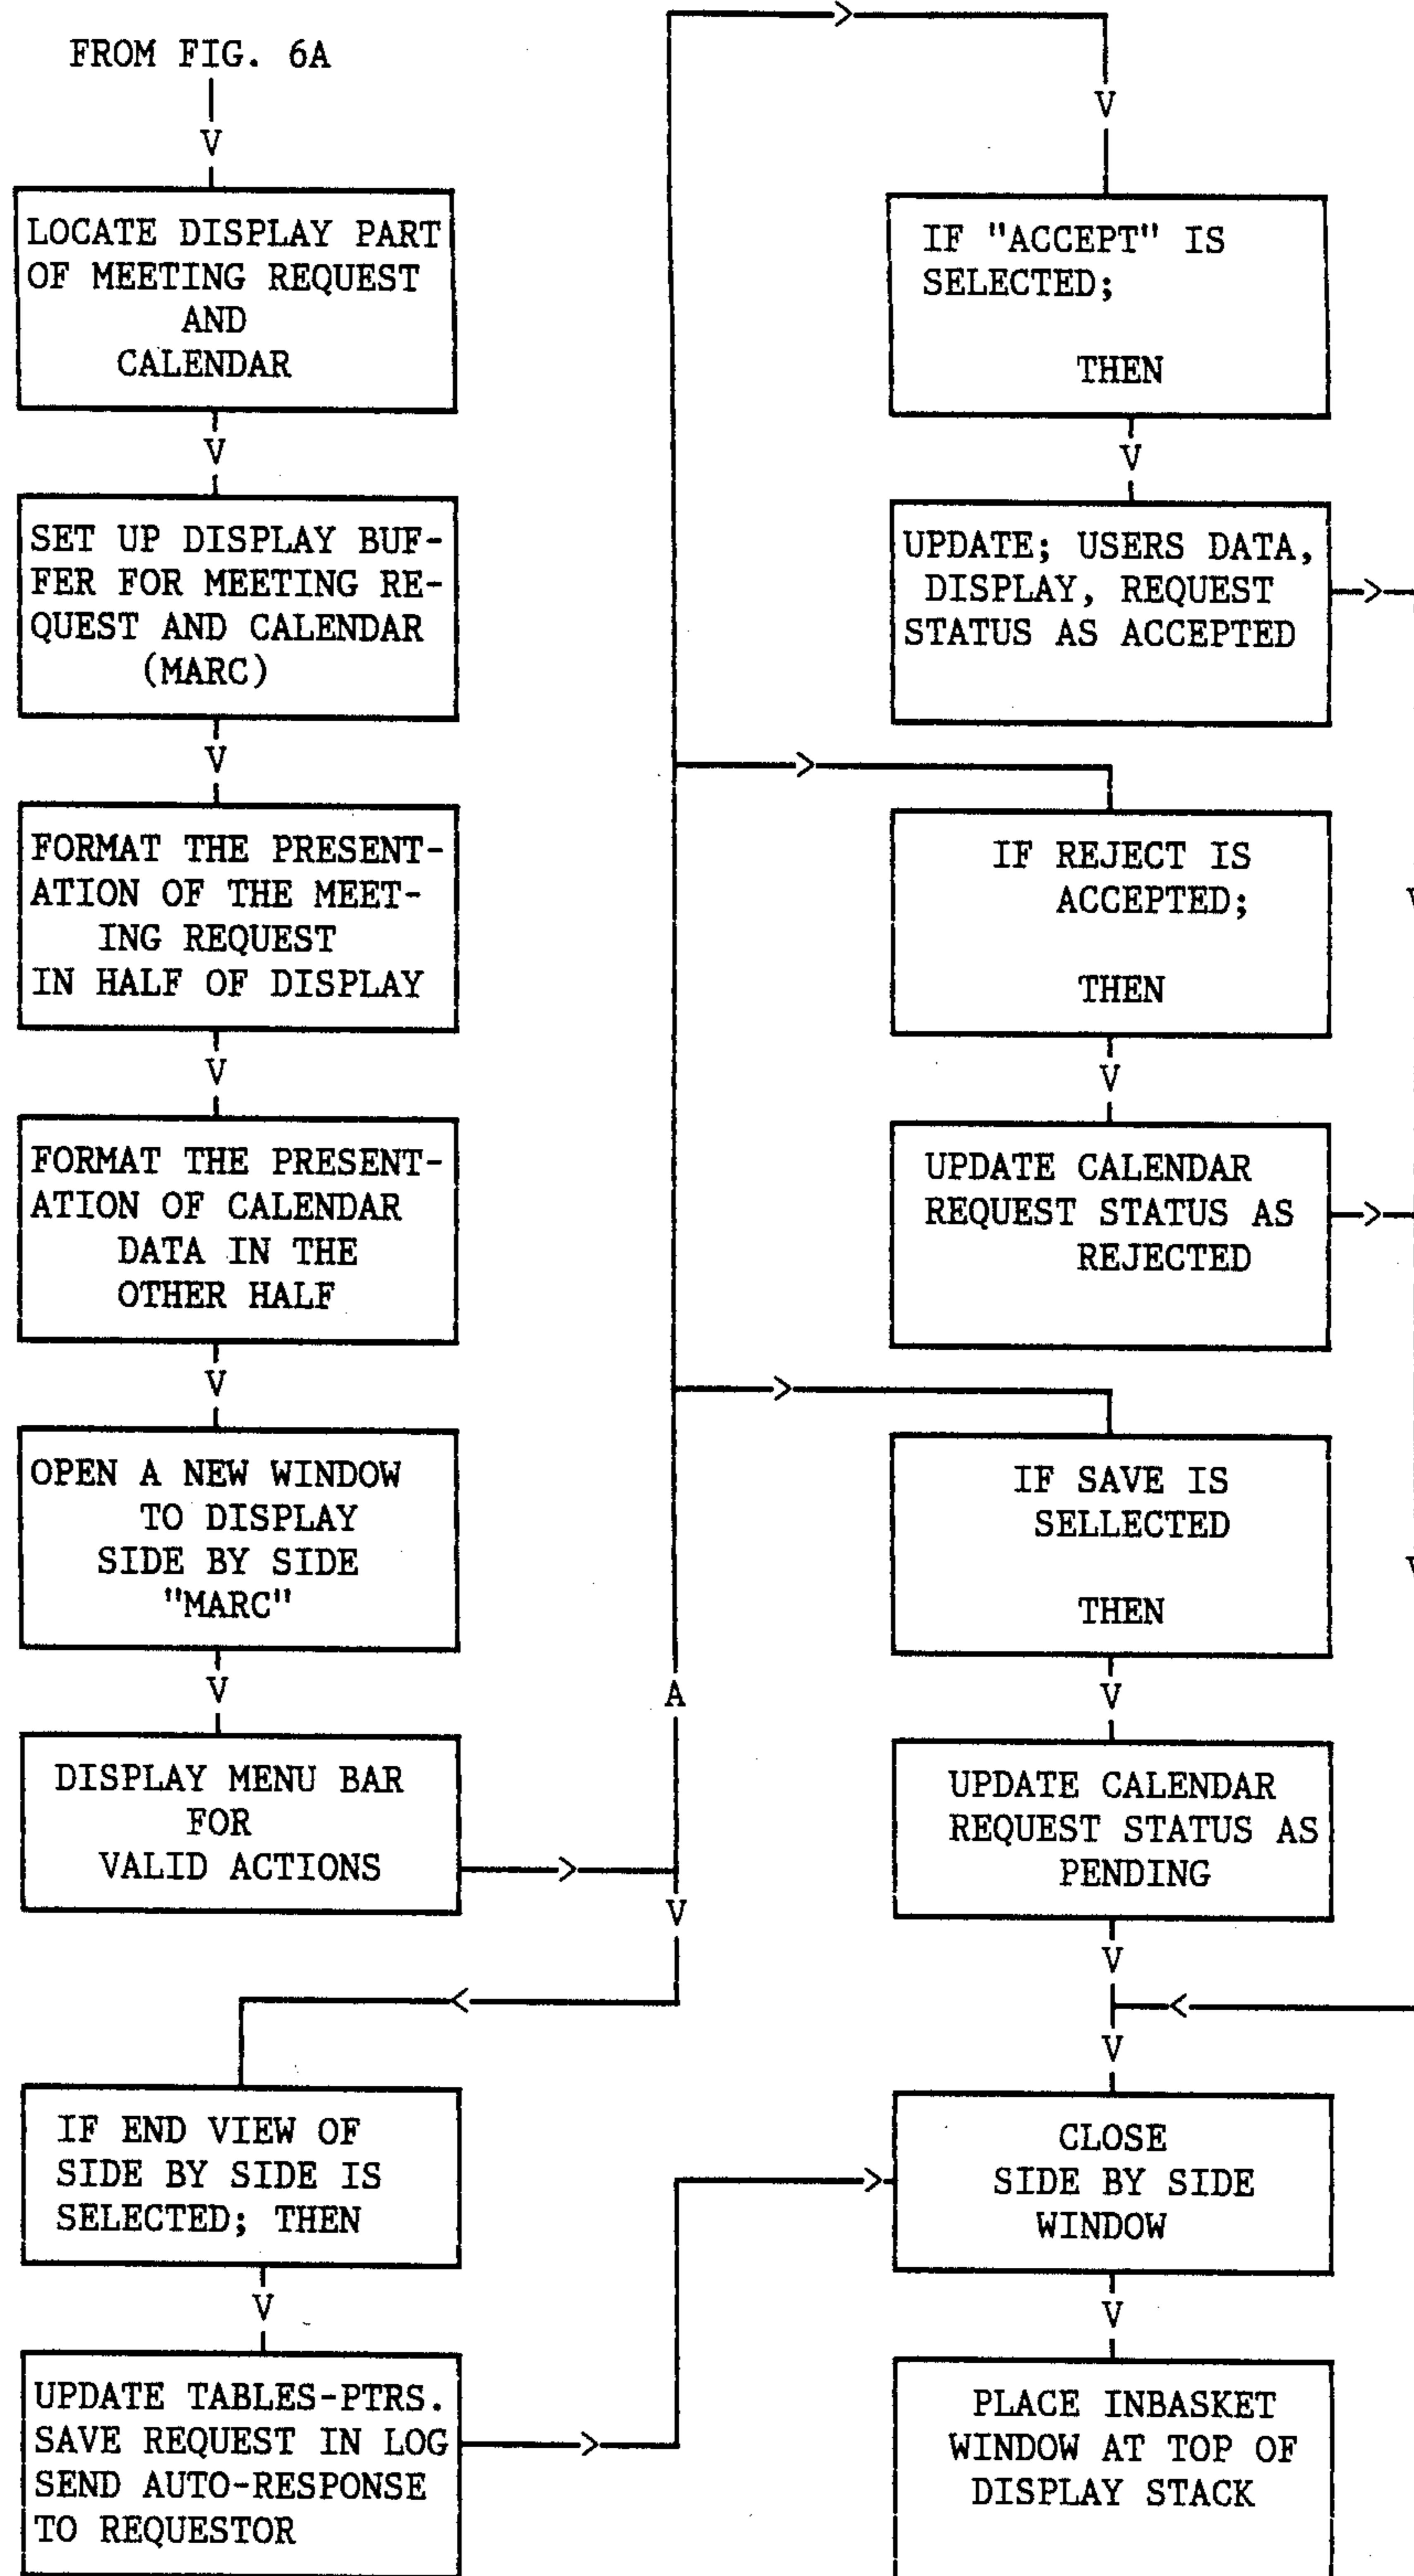 FROM FIG. 6A
LOCATE DISPLAY PART
OF MEETING REQUEST
AND
CALENDAR
SET UP DISPLAY BUF-
FER FOR MEETING RE-
QUEST AND CALENDAR
(MARC)
FORMAT THE PRESENT-
ATION OF THE MEET-
ING REQUEST
IN HALF OF DISPLAY
FORMAT THE PRESENT-
ATION OF CALENDAR
DATA IN THE
OTHER HALF
OPEN A NEW WINDOW
TO DISPLAY
SIDE BY SIDE
"MARC"
DISPLAY MENU BAR
FOR
VALID ACTIONS
IF END VIEW OF
SIDE BY SIDE IS
SELECTED; THEN
UPDATE TABLES-PTRS.
SAVE REQUEST IN LOG
SEND AUTO-RESPONSE
TO REQUESTOR
IF "ACCEPT" IS
SELECTED;
THEN
UPDATE; USERS DATA,
DISPLAY, REQUEST
STATUS AS ACCEPTED
IF REJECT IS
ACCEPTED;
THEN
UPDATE CALENDAR
REQUEST STATUS AS
REJECTED
IF SAVE IS
SELLECTED
THEN
UPDATE CALENDAR
REQUEST STATUS AS
PENDING
CLOSE
SIDE BY SIDE
WINDOW
PLACE INBASKET
WINDOW AT TOP OF
DISPLAY STACK